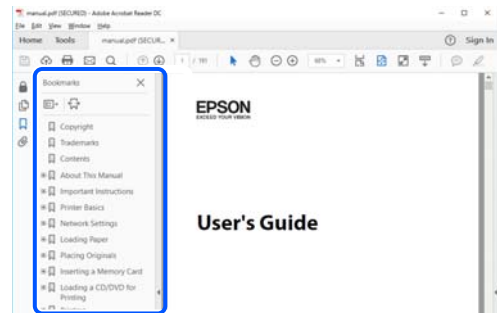 manual.pdf (SECURED) - Adobe Acrobat Reader DC
File Edit View Window Help
Home Tools manual.pdf (SECUR... × Sign In
Bookmarks
Copyright
Trademarks
Contents
About This Manual
Important Instructions
Printer Basics
Network Settings
Loading Paper
Placing Originals
Inserting a Memory Card
Loading a CD/DVD for
Printing
EPSON
EXCEED YOUR VISION
User's Guide